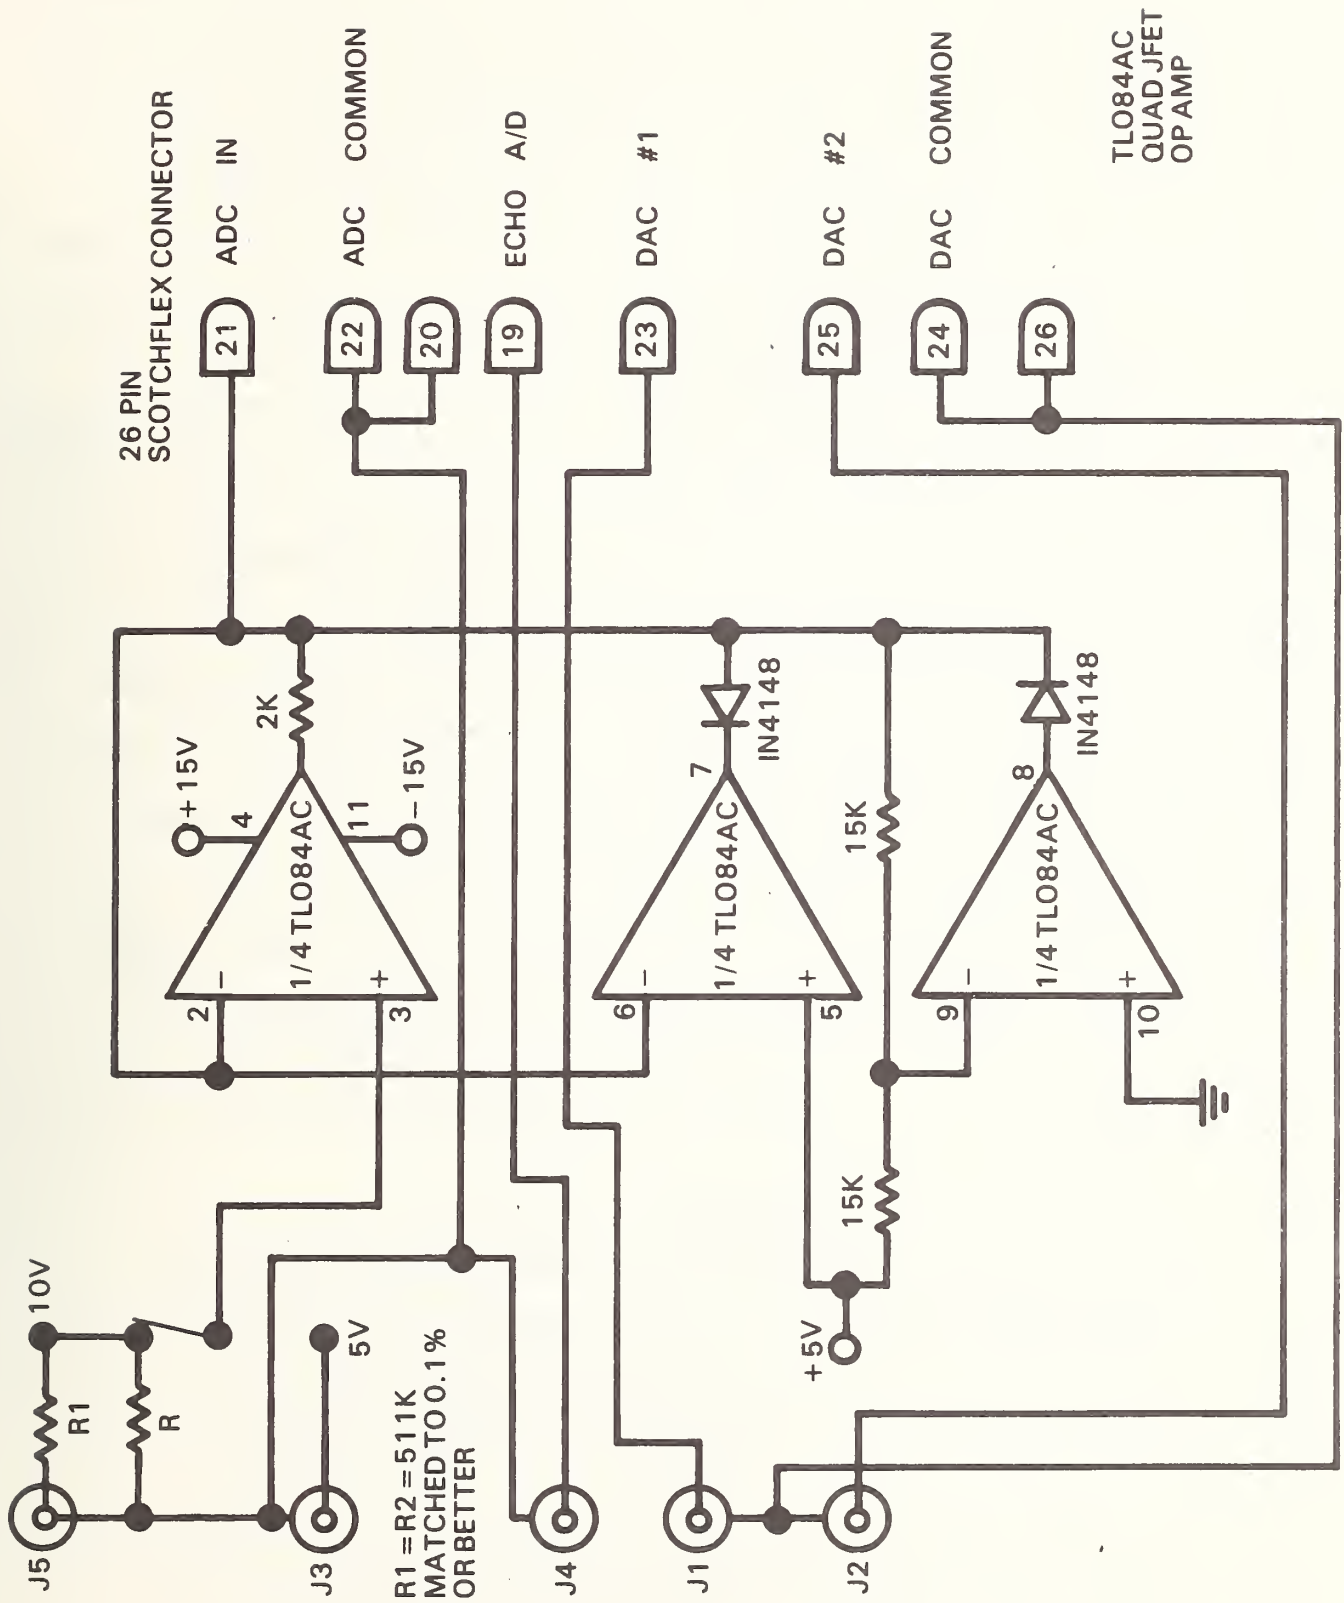 26 PIN
SCOTCHFLEX CONNECTOR
21 ADC IN
22 ADC COMMON
20
19 ECHO A/D
23 DAC #1
25 DAC #2
24 DAC COMMON
26
TL084AC
QUAD JFET
OP AMP
2K
+15V
4
11
-15V
1/4 TL084AC
2
-
+
3
7
IN4148
1/4 TL084AC
6
-
+
5
15K
8
IN4148
1/4 TL084AC
9
-
+
10
15K
+5V
10V
R1
R
5V
J5
J3
R1 = R2 = 511K
MATCHED TO 0.1%
OR BETTER
J4
J1
J2